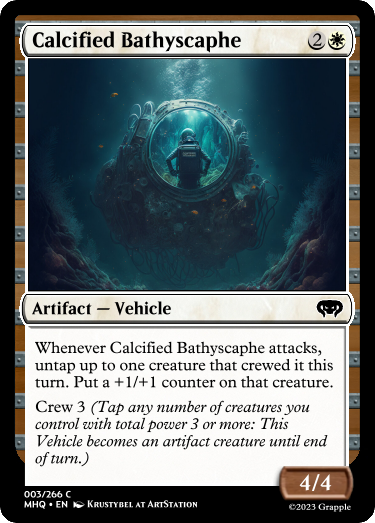 Calcified Bathyscaphe 2
Artifact — Vehicle
Whenever Calcified Bathyscaphe attacks,
untap up to one creature that crewed it this
turn. Put a +1/+1 counter on that creature.
Crew 3 (Tap any number of creatures you
control with total power 3 or more: This
Vehicle becomes an artifact creature until end
of turn.)
4/4
003/266 C
MHQ • EN Krustybel at ArtStation
©2023 Grapple